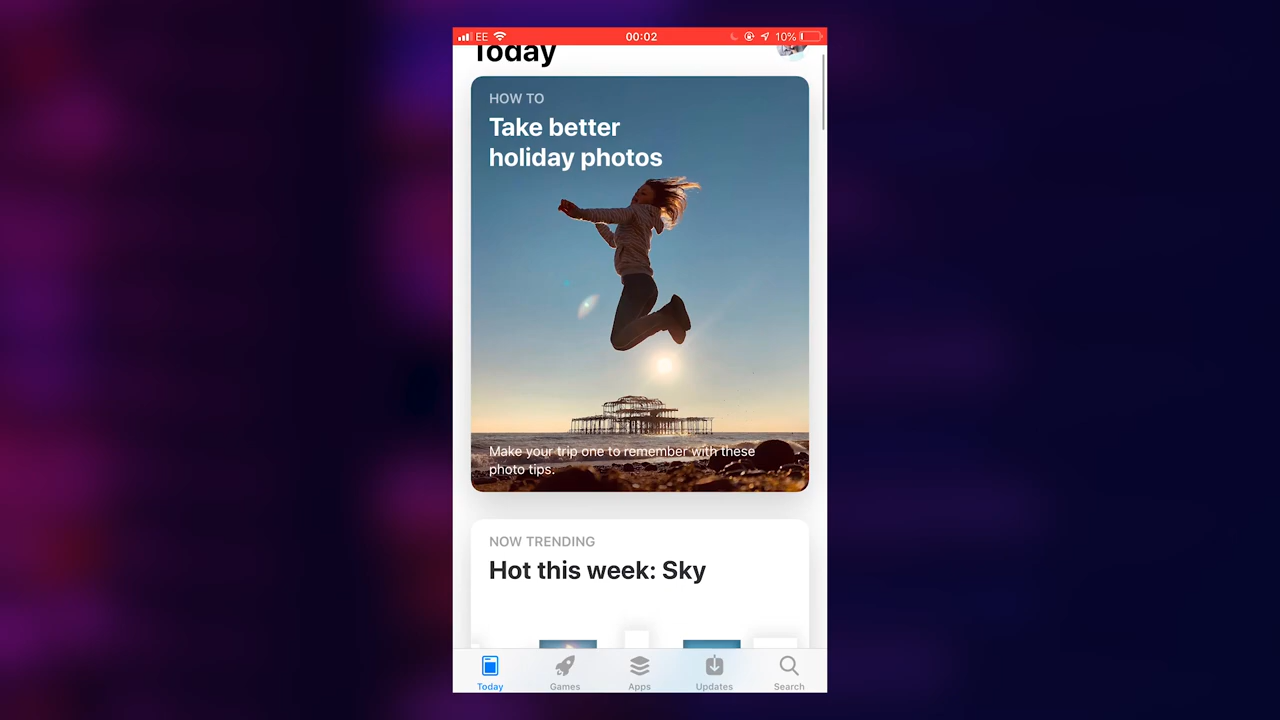 EE 00:02 10%
Today
HOW TO
Take better
holiday photos
Make your trip one to remember with these
photo tips.
NOW TRENDING
Hot this week: Sky
Today Games Apps Updates Search